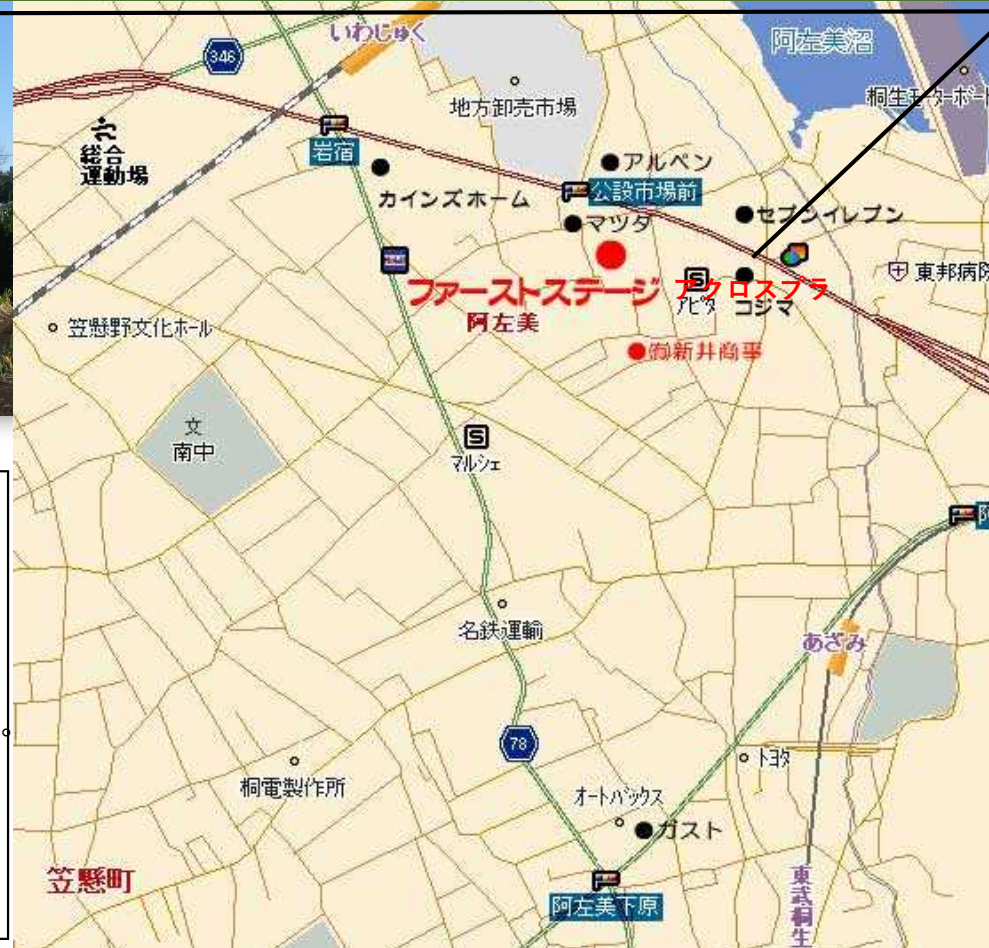 いわじゅく
346
阿左美沼
地方卸売市場
桐生モーターボート
総合
運動場
岩宿
アルペン
カインズホーム
公設市場前
マツダ
セブンイレブン
東邦病院
ファーストステージ
阿左美
アクロスプラ
S
アピタ
コジマ
笠懸野文化ホール
㈲新井商事
文
南中
S
マルシェ
阿
名鉄運輸
あざみ
78
トヨタ
桐電製作所
オートバックス
ガスト
笠懸町
阿左美下原
東武桐生